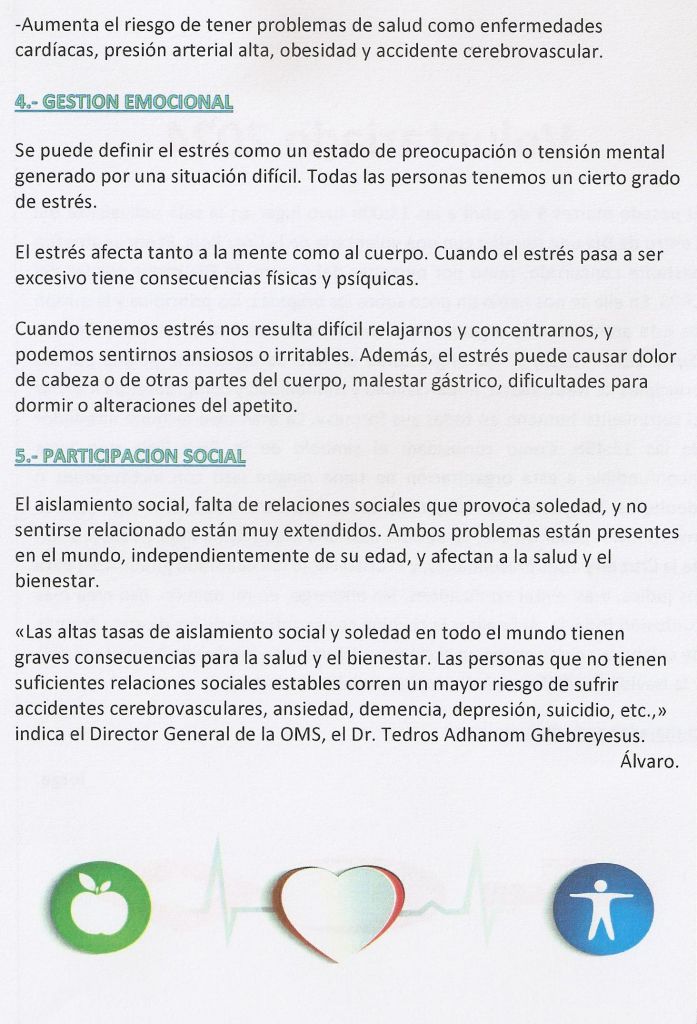 -Aumenta el riesgo de tener problemas de salud como enfermedades
cardíacas, presión arterial alta, obesidad y accidente cerebrovascular.
4.- GESTION EMOCIONAL
Se puede definir el estrés como un estado de preocupación o tensión mental
generado por una situación difícil. Todas las personas tenemos un cierto grado
de estrés.
El estrés afecta tanto a la mente como al cuerpo. Cuando el estrés pasa a ser
excesivo tiene consecuencias físicas y psíquicas.
Cuando tenemos estrés nos resulta difícil relajarnos y concentrarnos, y
podemos sentirnos ansiosos o irritables. Además, el estrés puede causar dolor
de cabeza o de otras partes del cuerpo, malestar gástrico, dificultades para
dormir o alteraciones del apetito.
5.- PARTICIPACION SOCIAL
El aislamiento social, falta de relaciones sociales que provoca soledad, y no
sentirse relacionado están muy extendidos. Ambos problemas están presentes
en el mundo, independientemente de su edad, y afectan a la salud y el
bienestar.
«Las altas tasas de aislamiento social y soledad en todo el mundo tienen
graves consecuencias para la salud y el bienestar. Las personas que no tienen
suficientes relaciones sociales estables corren un mayor riesgo de sufrir
accidentes cerebrovasculares, ansiedad, demencia, depresión, suicidio, etc.,»
indica el Director General de la OMS, el Dr. Tedros Adhanom Ghebreyesus.
Álvaro.